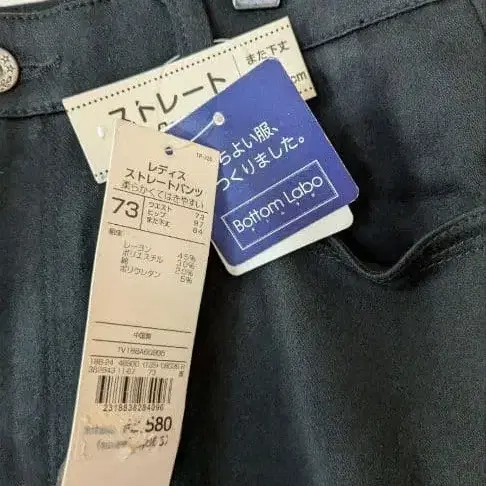 ストレート
また下丈
cm
ちよい服、
つくりました。
Bottom Labo
レディス
ストレートパンツ
柔らかくてはきやすい
73
ウエスト 73
ヒップ 97
また下丈 64
レーヨン 45%
ポリエステル 30%
綿 20%
ポリウレタン 5%
中国製
2318838284096
580